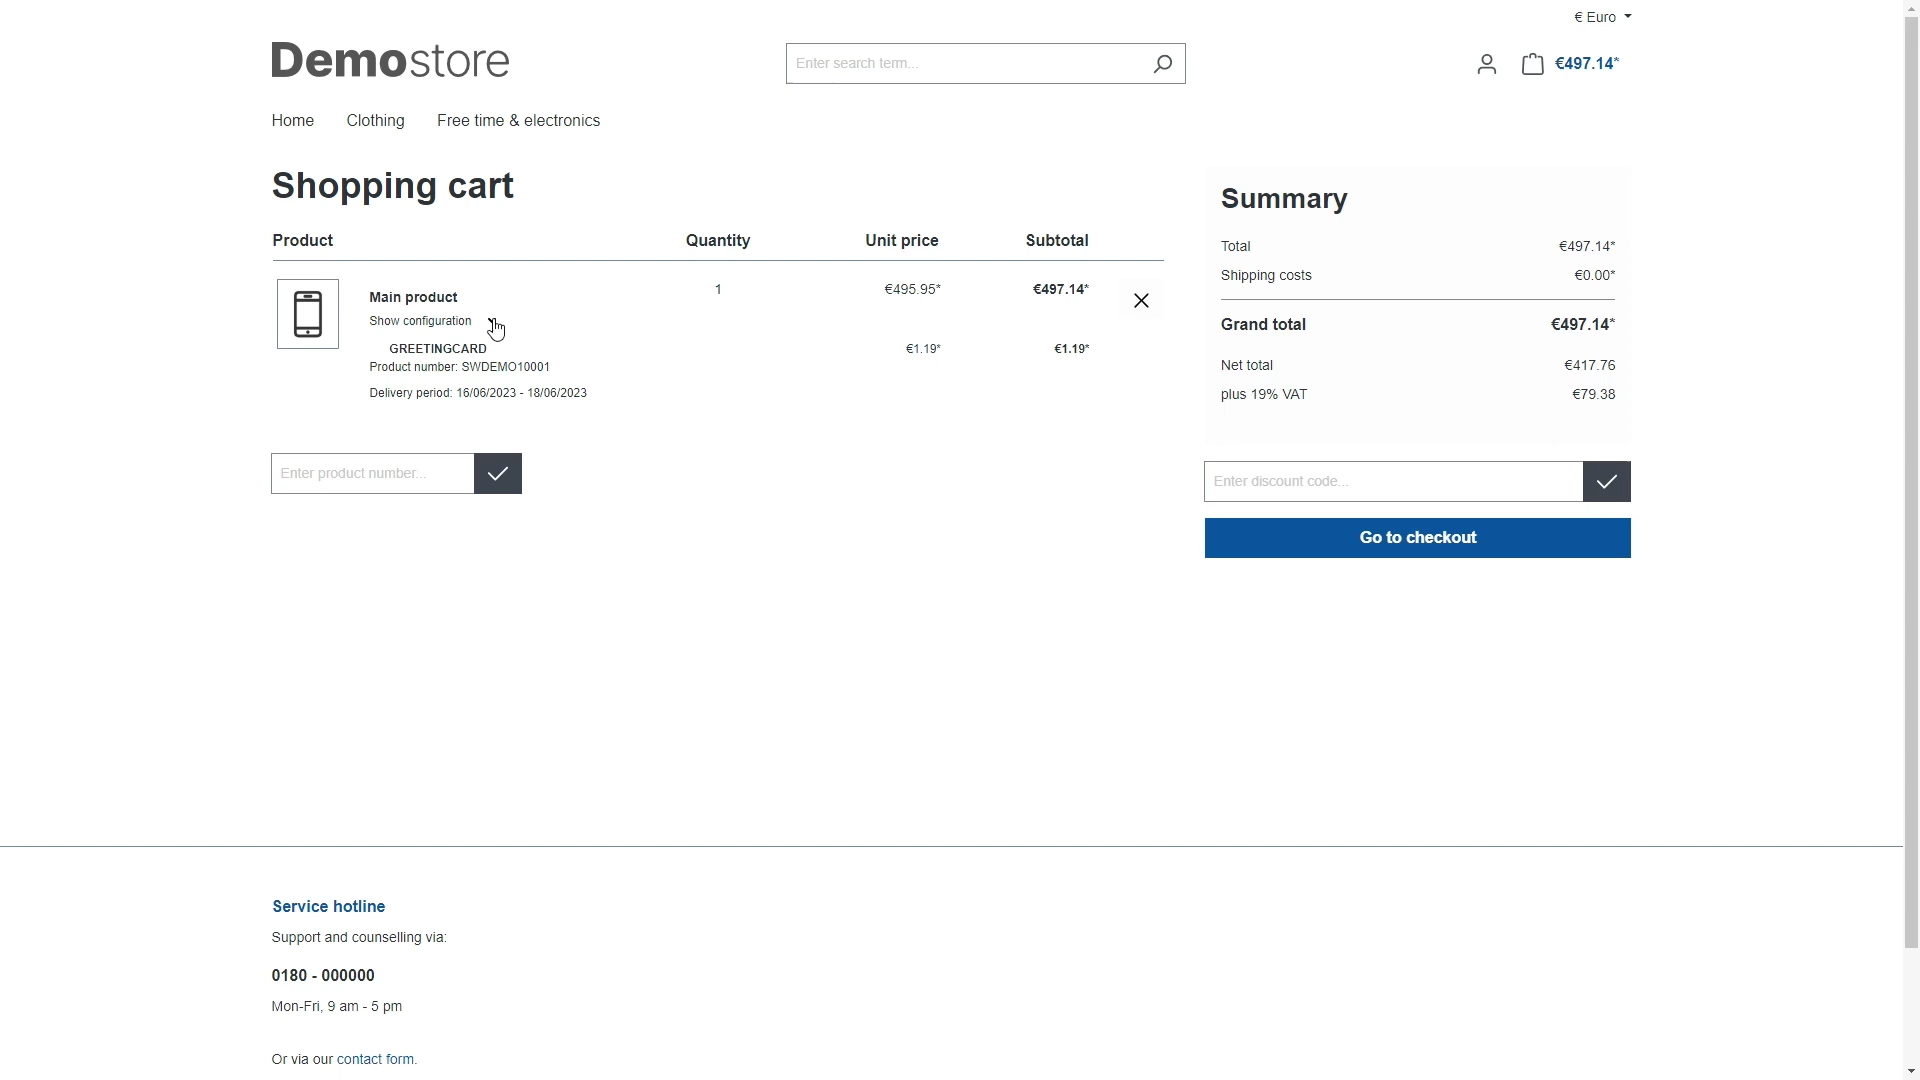 € Euro
Demostore
Enter search term...
€497.14*
Home Clothing Free time & electronics
Shopping cart
Product Quantity Unit price Subtotal
Main product 1 €495.95* €497.14*
Show configuration
GREETINGCARD €1.19* €1.19*
Product number: SWDEMO10001
Delivery period: 16/06/2023 - 18/06/2023
Enter product number...
Summary
Total €497.14*
Shipping costs €0.00*
Grand total €497.14*
Net total €417.76
plus 19% VAT €79.38
Enter discount code...
Go to checkout
Service hotline
Support and counselling via:
0180 - 000000
Mon-Fri, 9 am - 5 pm
Or via our contact form.